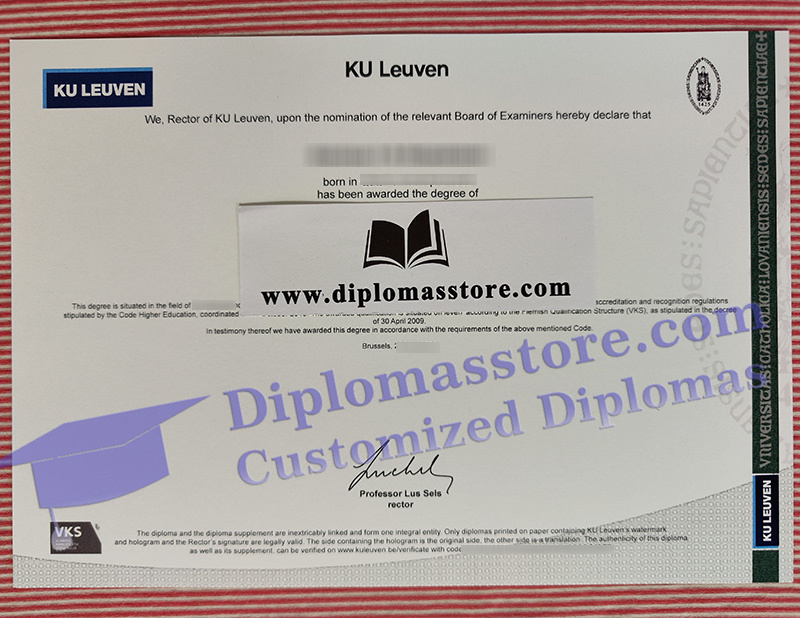 KU LEUVEN
KU Leuven
1425
We, Rector of KU Leuven, upon the nomination of the relevant Board of Examiners hereby declare that
born in
has been awarded the degree of
www.diplomasstore.com
This degree is situated in the field of accreditation and recognition regulations
stipulated by the Code Higher Education, coordinated according to the Flemish Qualification Structure (VKS), as stipulated in the decree
of 30 April 2009.
In testimony thereof we have awarded this degree in accordance with the requirements of the above mentioned Code.
Brussels,
Diplomasstore.com
Customized Diplomas
Professor Lus Sels
rector
VKS
The diploma and the diploma supplement are inextricably linked and form one integral entity. Only diplomas printed on paper containing KU Leuven's watermark
and hologram and the Rector's signature are legally valid. The side containing the hologram is the original side, the other side is a translation. The authenticity of this diploma,
as well as its supplement, can be verified on www.kuleuven.be/verificate with code
VNIVERSITAS CATHOLICA LOVANIENSIS SEDES SAPIENTIAE
KU LEUVEN